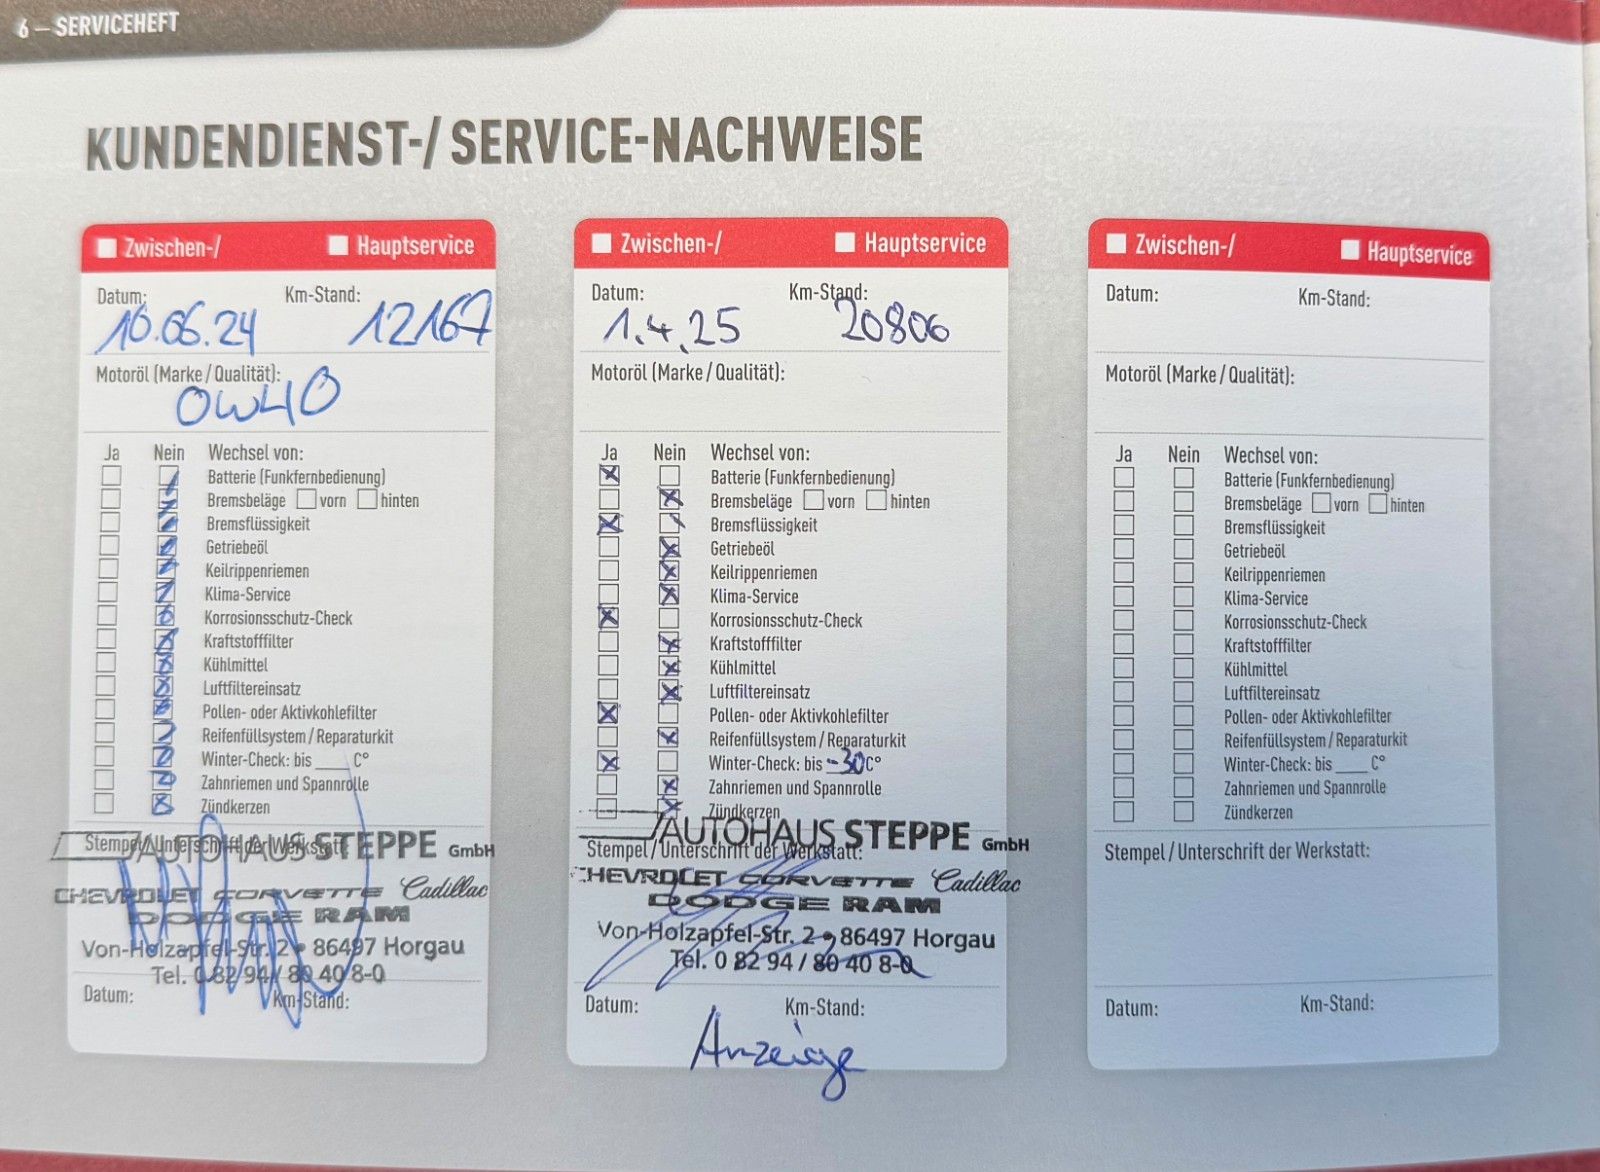 6 – SERVICEHEFT
KUNDENDIENST-/ SERVICE-NACHWEISE
Zwischen-/ Hauptservice
Datum: Km-Stand:
10.06.24 12167
Motoröl (Marke / Qualität):
0W40
Ja Nein Wechsel von:
Batterie (Funkfernbedienung)
Bremsbeläge vorn hinten
Bremsflüssigkeit
Getriebeöl
Keilrippenriemen
Klima-Service
Korrosionsschutz-Check
Kraftstofffilter
Kühlmittel
Luftfiltereinsatz
Pollen- oder Aktivkohlefilter
Reifenfüllsystem / Reparaturkit
Winter-Check: bis ____ C°
Zahnriemen und Spannrolle
Zündkerzen
Stempel / Unterschrift der Werkstatt:
AUTOHAUS STEPPE GmbH
CHEVROLET CORVETTE Cadillac
DODGE RAM
Von-Holzapfel-Str. 2 • 86497 Horgau
Tel. 0 82 94 / 80 40 8-0
Datum: Km-Stand:
Zwischen-/ Hauptservice
Datum: Km-Stand:
1.4.25 20806
Motoröl (Marke / Qualität):
Ja Nein Wechsel von:
Batterie (Funkfernbedienung)
Bremsbeläge vorn hinten
Bremsflüssigkeit
Getriebeöl
Keilrippenriemen
Klima-Service
Korrosionsschutz-Check
Kraftstofffilter
Kühlmittel
Luftfiltereinsatz
Pollen- oder Aktivkohlefilter
Reifenfüllsystem / Reparaturkit
Winter-Check: bis -30 C°
Zahnriemen und Spannrolle
Zündkerzen
AUTOHAUS STEPPE GmbH
Stempel / Unterschrift der Werkstatt:
CHEVROLET CORVETTE Cadillac
DODGE RAM
Von-Holzapfel-Str. 2 • 86497 Horgau
Tel. 0 82 94 / 80 40 8-0
Datum: Km-Stand:
Anzeige
Zwischen-/ Hauptservice
Datum: Km-Stand:
Motoröl (Marke / Qualität):
Ja Nein Wechsel von:
Batterie (Funkfernbedienung)
Bremsbeläge vorn hinten
Bremsflüssigkeit
Getriebeöl
Keilrippenriemen
Klima-Service
Korrosionsschutz-Check
Kraftstofffilter
Kühlmittel
Luftfiltereinsatz
Pollen- oder Aktivkohlefilter
Reifenfüllsystem / Reparaturkit
Winter-Check: bis ____ C°
Zahnriemen und Spannrolle
Zündkerzen
Stempel / Unterschrift der Werkstatt:
Datum: Km-Stand: